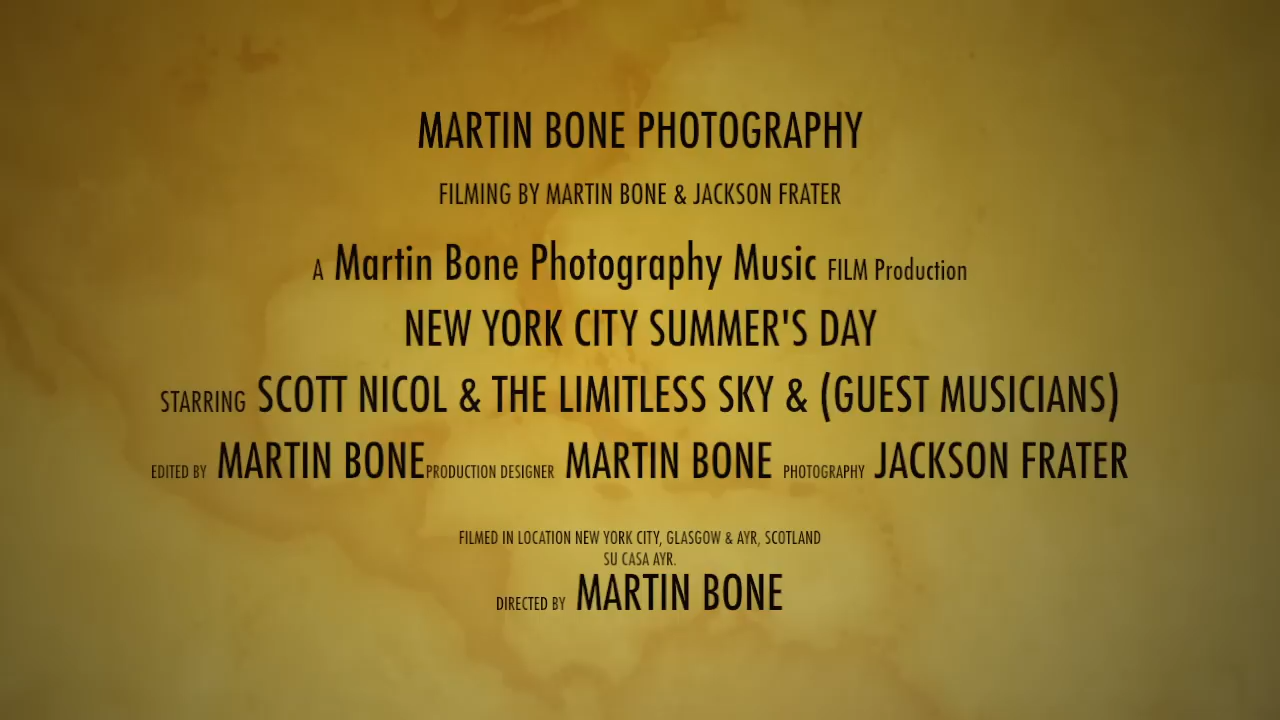 MARTIN BONE PHOTOGRAPHY
FILMING BY MARTIN BONE & JACKSON FRATER
A Martin Bone Photography Music FILM Production
NEW YORK CITY SUMMER'S DAY
STARRING SCOTT NICOL & THE LIMITLESS SKY & (GUEST MUSICIANS)
EDITED BY MARTIN BONE PRODUCTION DESIGNER MARTIN BONE PHOTOGRAPHY JACKSON FRATER
FILMED IN LOCATION NEW YORK CITY, GLASGOW & AYR, SCOTLAND
SU CASA AYR.
DIRECTED BY MARTIN BONE